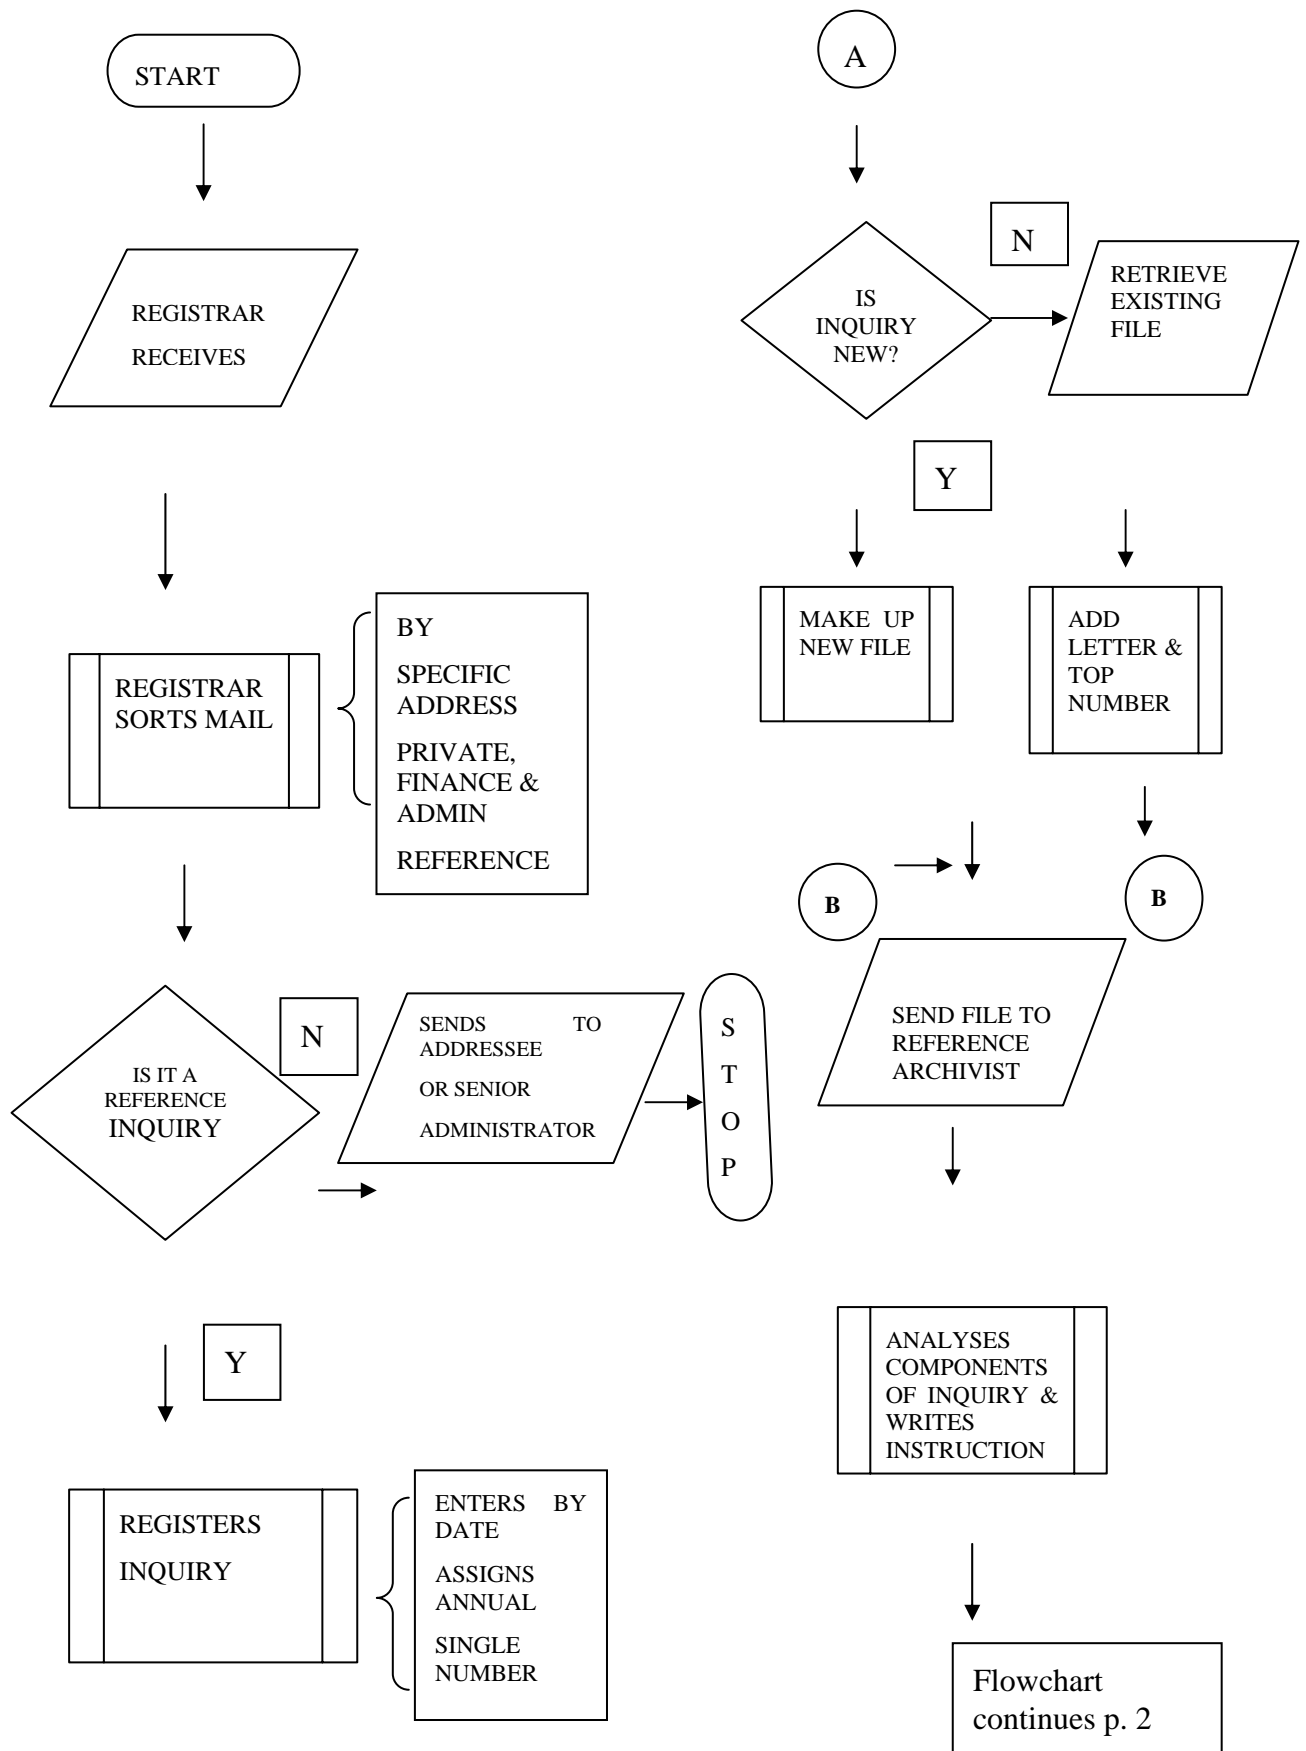 START
REGISTRAR
RECEIVES
REGISTRAR
SORTS MAIL
BY
SPECIFIC
ADDRESS
PRIVATE,
FINANCE &
ADMIN
REFERENCE
IS IT A
REFERENCE
INQUIRY
N
SENDS TO
ADDRESSEE
OR SENIOR
ADMINISTRATOR
S
T
O
P
Y
REGISTERS
INQUIRY
ENTERS BY
DATE
ASSIGNS
ANNUAL
SINGLE
NUMBER
A
IS
INQUIRY
NEW?
N
RETRIEVE
EXISTING
FILE
Y
MAKE UP
NEW FILE
ADD
LETTER &
TOP
NUMBER
B
B
SEND FILE TO
REFERENCE
ARCHIVIST
ANALYSES
COMPONENTS
OF INQUIRY &
WRITES
INSTRUCTION
Flowchart
continues p. 2